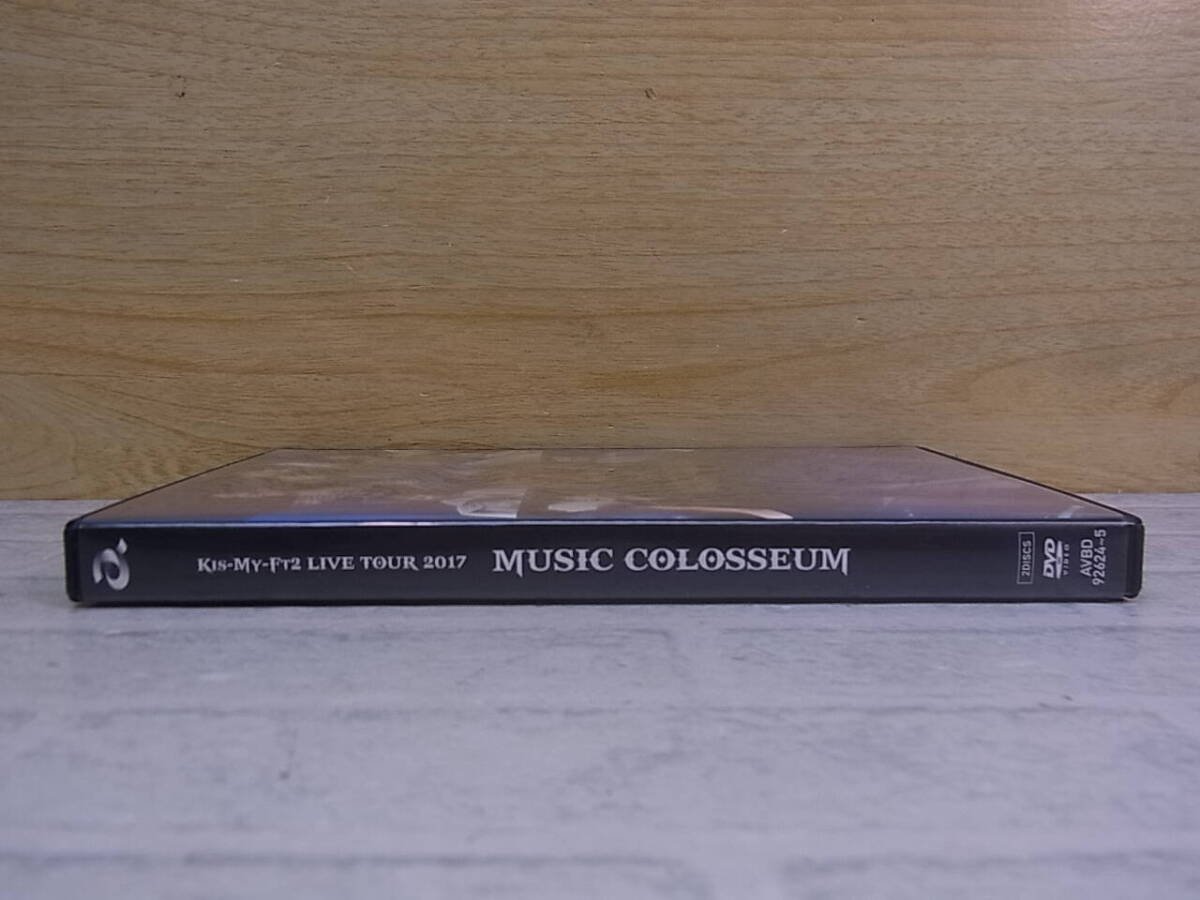 Kis-My-Ft2 LIVE TOUR 2017 MUSIC COLOSSEUM
2DISCS
DVD
VIDEO
AVBD
92624~5